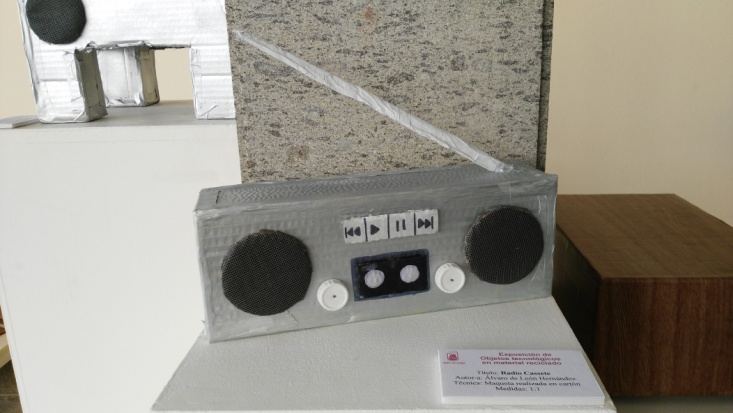 Exposición de
Objetos tecnológicos
en material reciclado
Título: Radio Cassete
Autor/a: Álvaro de León Hernández
Técnica: Maqueta realizada en cartón
Medidas: 1:1